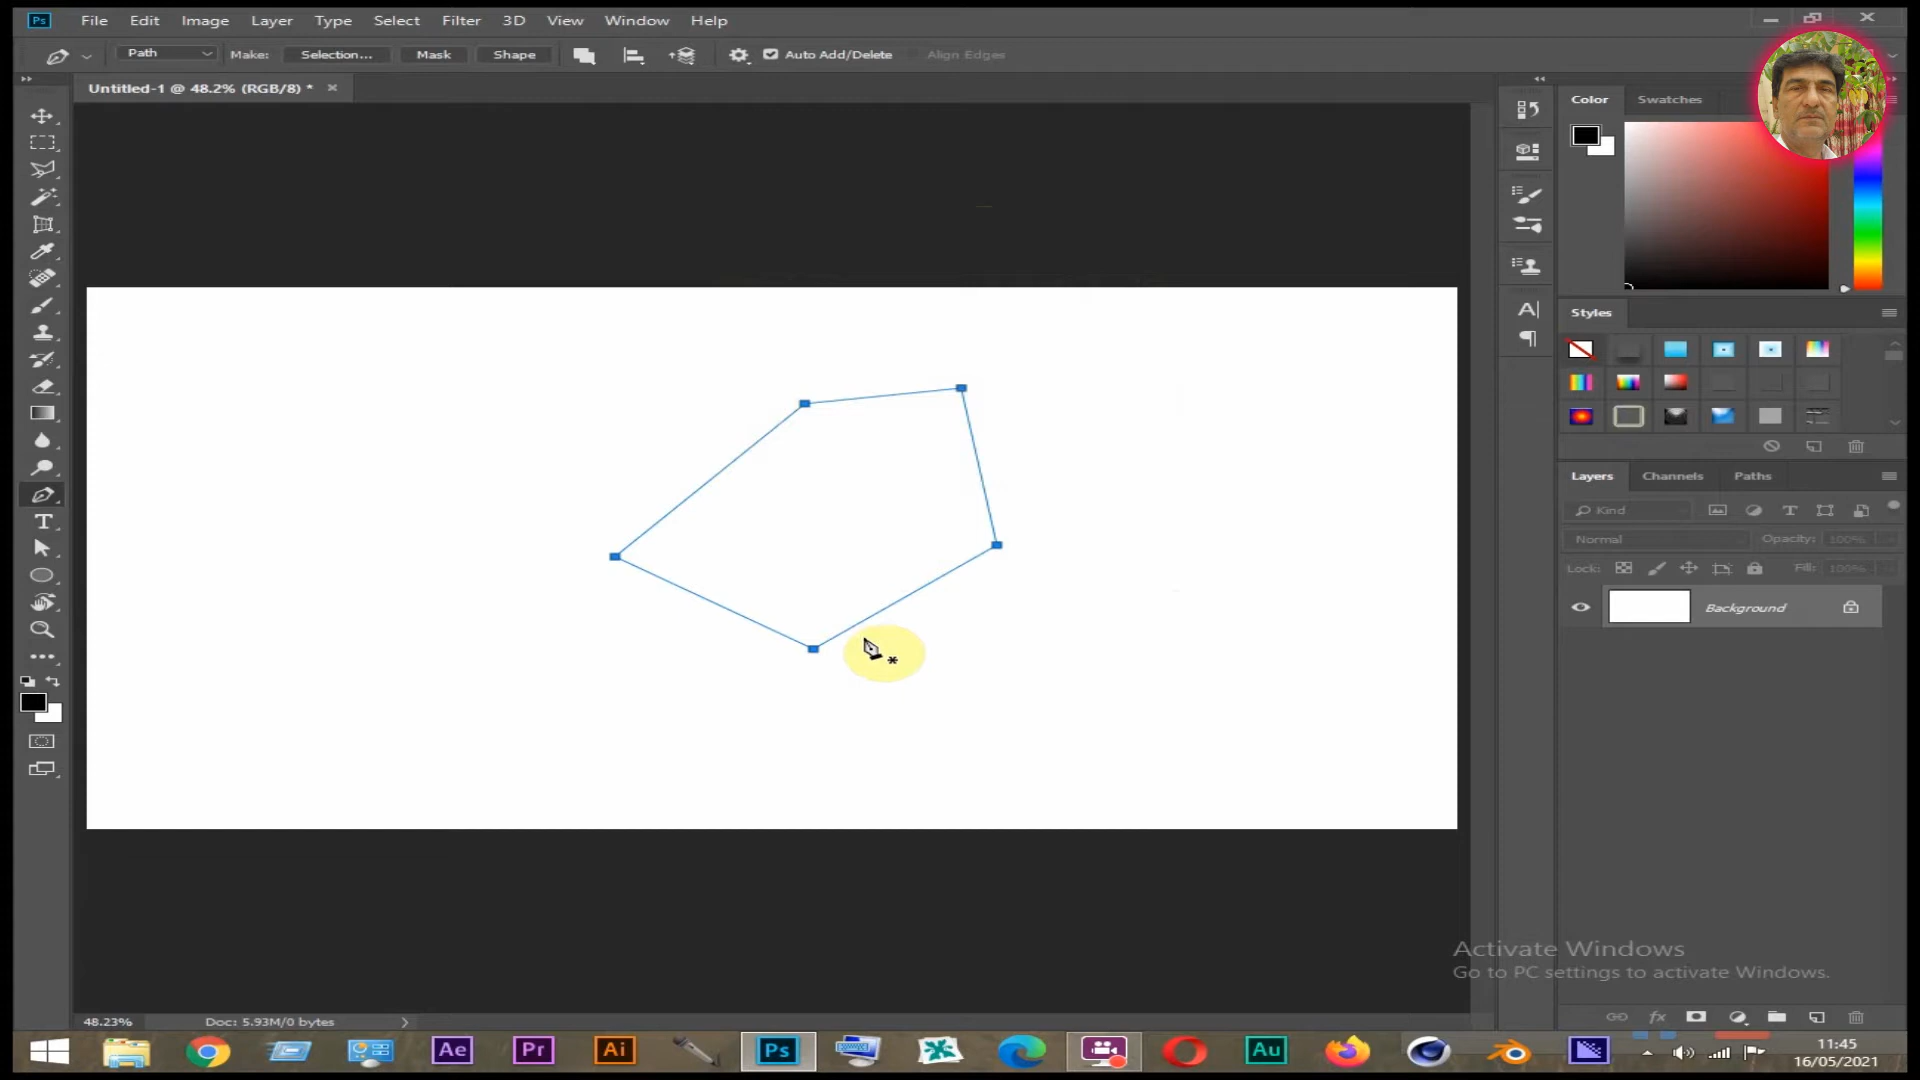 Ps File Edit Image Layer Type Select Filter 3D View Window Help
Path Make: Selection... Mask Shape Auto Add/Delete Align Edges
Untitled-1 @ 48.2% (RGB/8) *
Color Swatches
Styles
Layers Channels Paths
Kind
Normal Opacity: 100%
Lock: Fill: 100%
Background
Activate Windows
Go to PC settings to activate Windows.
48.23% Doc: 5.93M/0 bytes
Ae Pr Ai Ps Au
11:45
16/05/2021